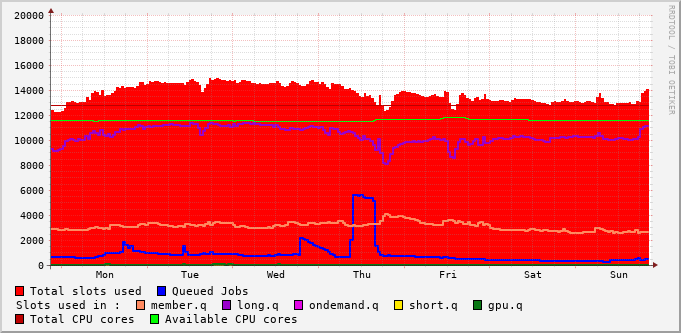 20000
18000
16000
14000
12000
10000
8000
6000
4000
2000
0
Mon Tue Wed Thu Fri Sat Sun
RRDTOOL / TOBI OETIKER
Total slots used Queued Jobs
Slots used in : member.q long.q ondemand.q short.q gpu.q
Total CPU cores Available CPU cores